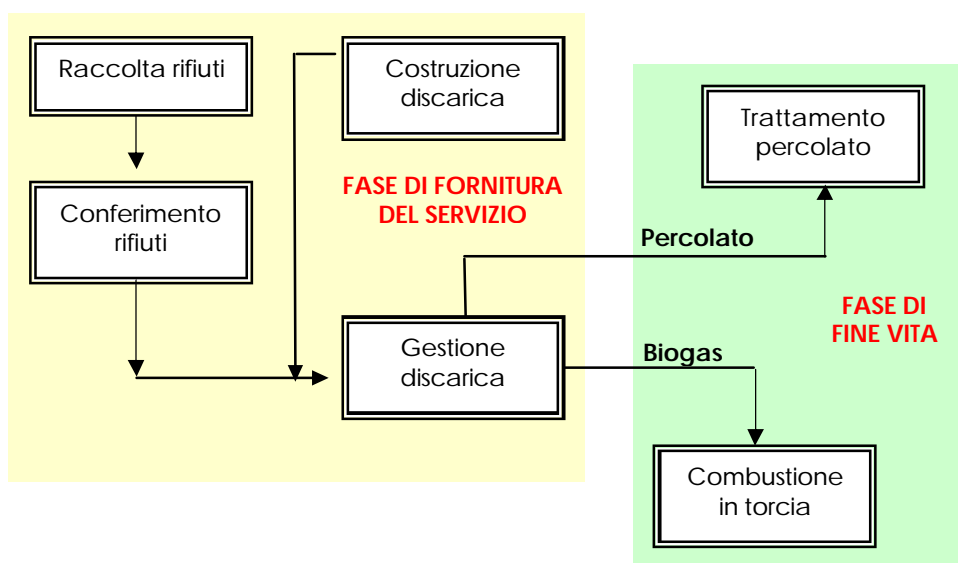 Raccolta rifiuti
Costruzione
discarica
Conferimento
rifiuti
FASE DI FORNITURA
DEL SERVIZIO
Gestione
discarica
Percolato
Biogas
Trattamento
percolato
FASE DI
FINE VITA
Combustione
in torcia